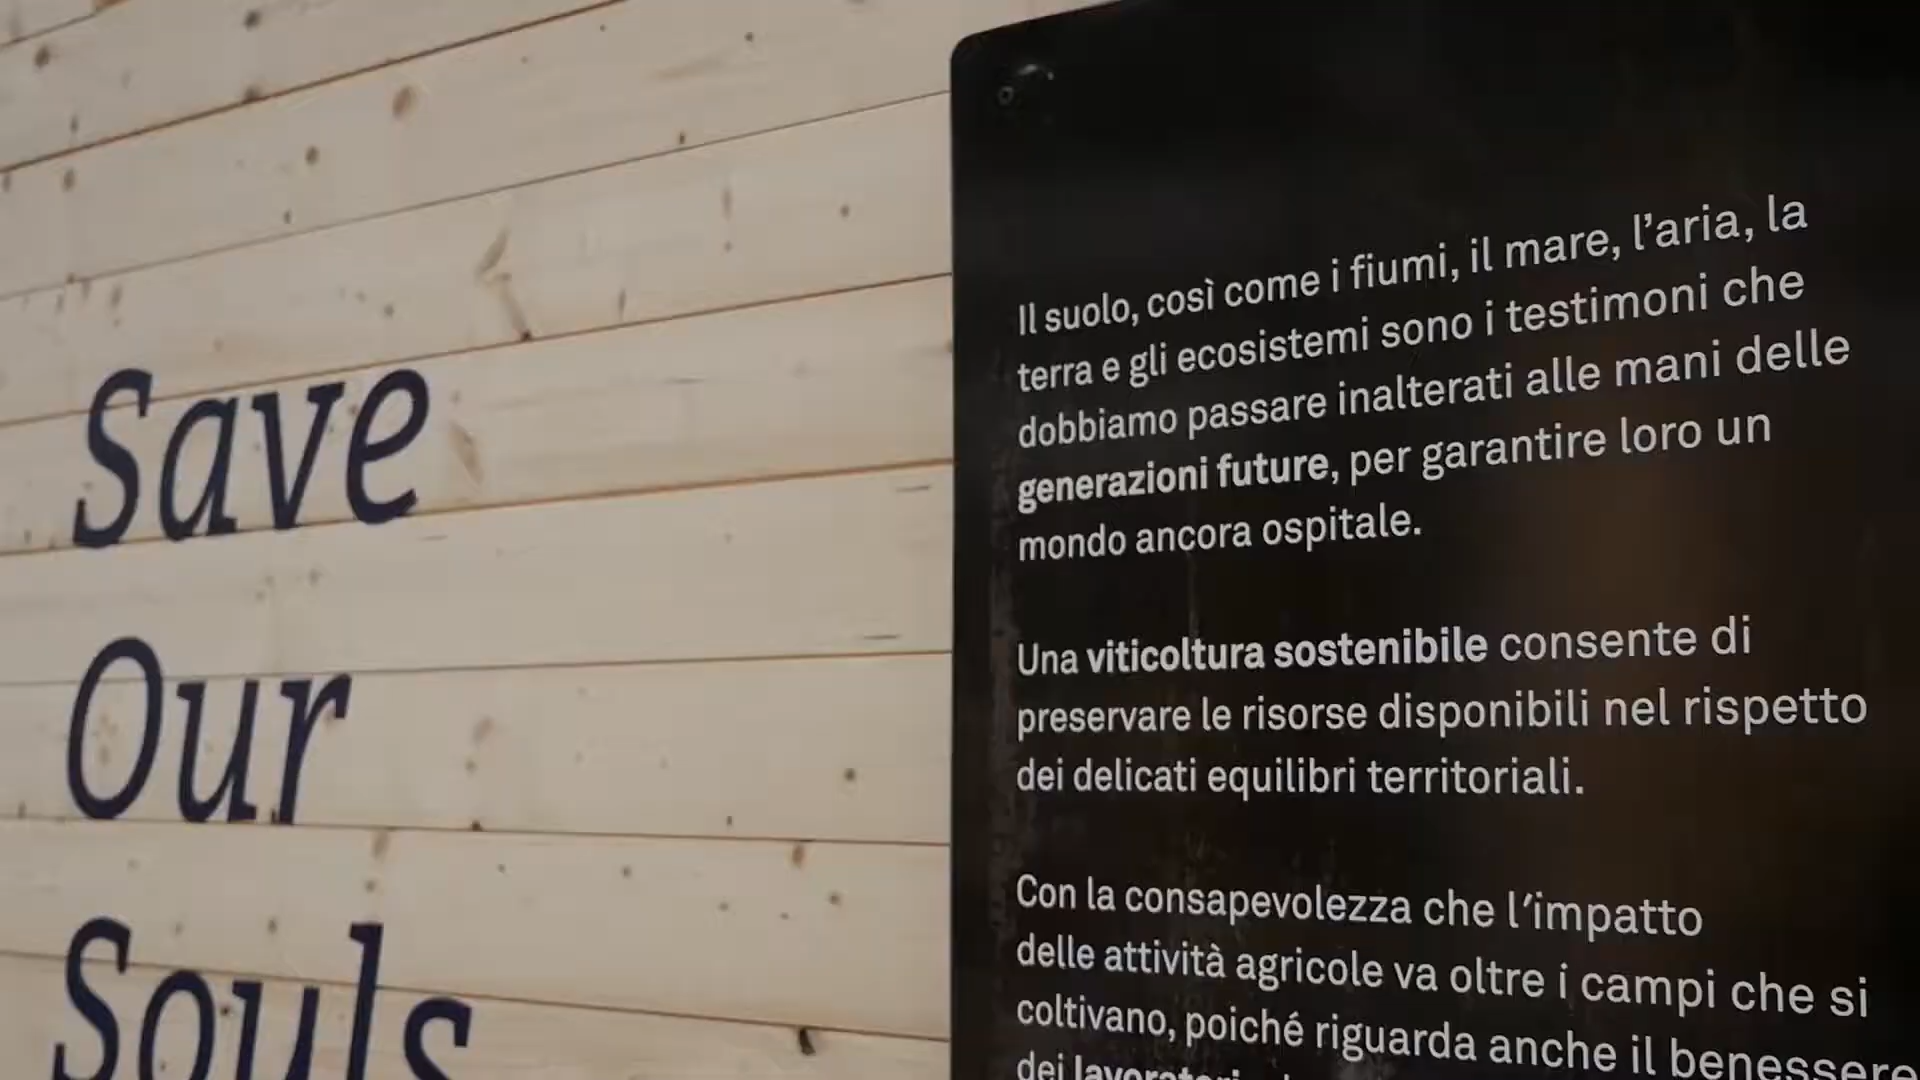 Save
Our
Souls
Il suolo, così come i fiumi, il mare, l’aria, la
terra e gli ecosistemi sono i testimoni che
dobbiamo passare inalterati alle mani delle
generazioni future, per garantire loro un
mondo ancora ospitale.
Una viticoltura sostenibile consente di
preservare le risorse disponibili nel rispetto
dei delicati equilibri territoriali.
Con la consapevolezza che l’impatto
delle attività agricole va oltre i campi che si
coltivano, poiché riguarda anche il benessere
dei lavoratori